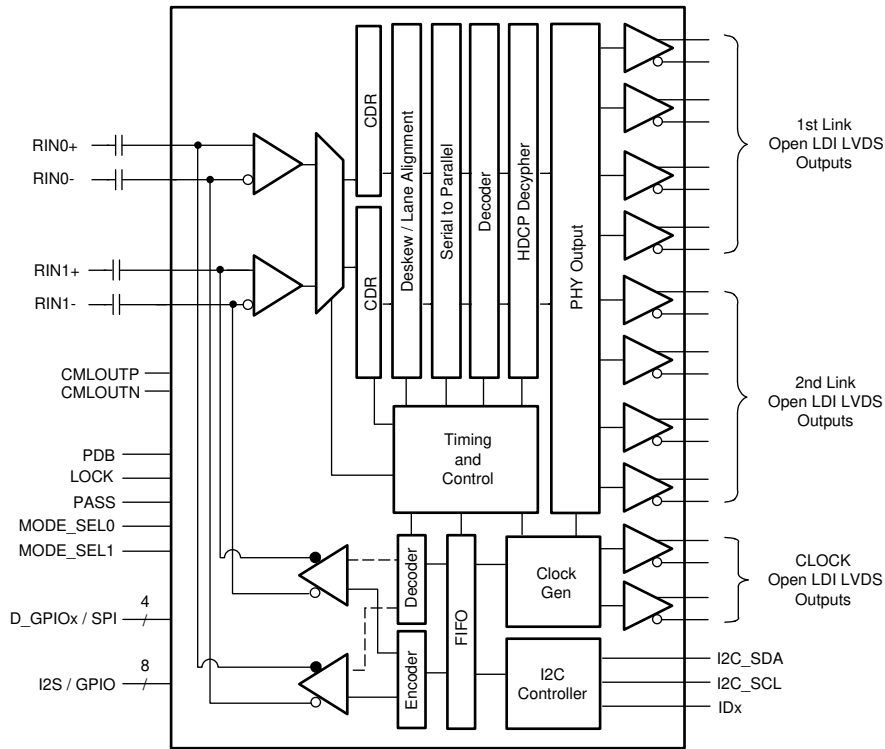 RIN0+
RIN0-
RIN1+
RIN1-
CMLOUTP
CMLOUTN
PDB
LOCK
PASS
MODE_SEL0
MODE_SEL1
4
D_GPIOx / SPI
8
I2S / GPIO
CDR
CDR
Deskew / Lane Alignment
Serial to Parallel
Decoder
HDCP Decypher
PHY Output
Timing
and
Control
Decoder
Encoder
FIFO
Clock
Gen
I2C
Controller
1st Link
Open LDI LVDS
Outputs
2nd Link
Open LDI LVDS
Outputs
CLOCK
Open LDI LVDS
Outputs
I2C_SDA
I2C_SCL
IDx